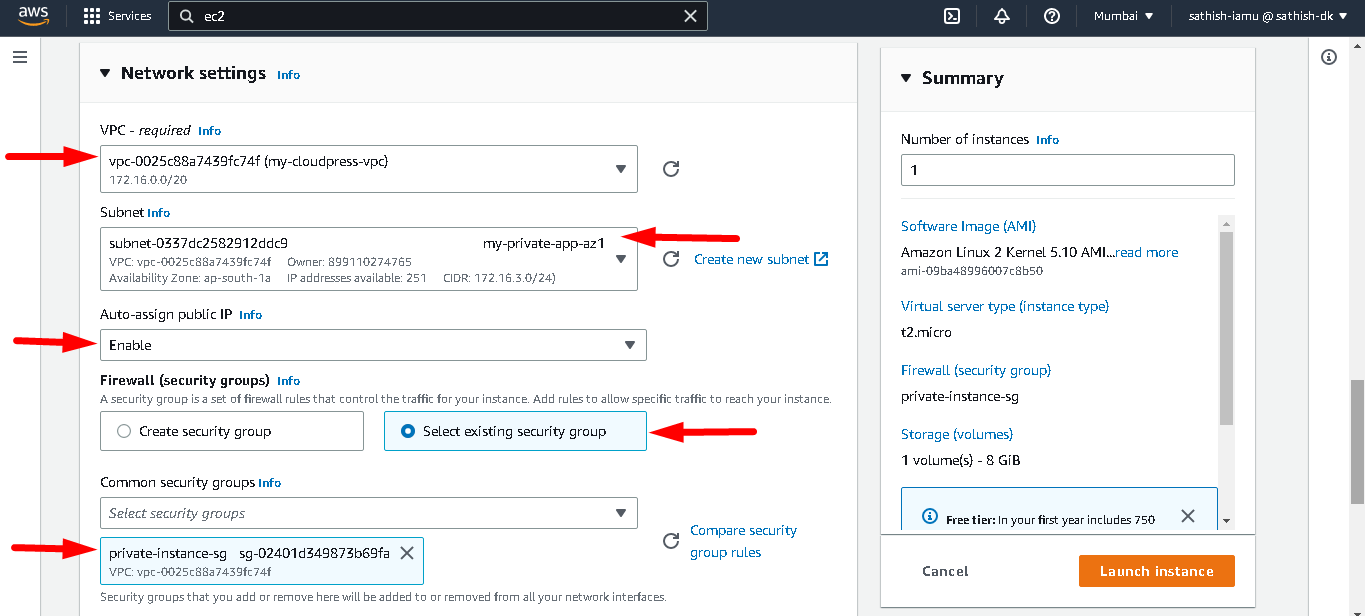 aws
Services
ec2
Mumbai
sathish-iamu @ sathish-dk
Network settings Info
VPC - required Info
vpc-0025c88a7439fc74f (my-cloudpress-vpc)
172.16.0.0/20
Subnet Info
subnet-0337dc2582912ddc9 my-private-app-az1
VPC: vpc-0025c88a7439fc74f Owner: 899110274765
Availability Zone: ap-south-1a IP addresses available: 251 CIDR: 172.16.3.0/24)
Create new subnet
Auto-assign public IP Info
Enable
Firewall (security groups) Info
A security group is a set of firewall rules that control the traffic for your instance. Add rules to allow specific traffic to reach your instance.
Create security group
Select existing security group
Common security groups Info
Select security groups
Compare security
group rules
private-instance-sg sg-02401d349873b69fa
VPC: vpc-0025c88a7439fc74f
Security groups that you add or remove here will be added to or removed from all your network interfaces.
Summary
Number of instances Info
1
Software Image (AMI)
Amazon Linux 2 Kernel 5.10 AMI...read more
ami-09ba48996007c8b50
Virtual server type (instance type)
t2.micro
Firewall (security group)
private-instance-sg
Storage (volumes)
1 volume(s) - 8 GiB
Free tier: In your first year includes 750
Cancel
Launch instance